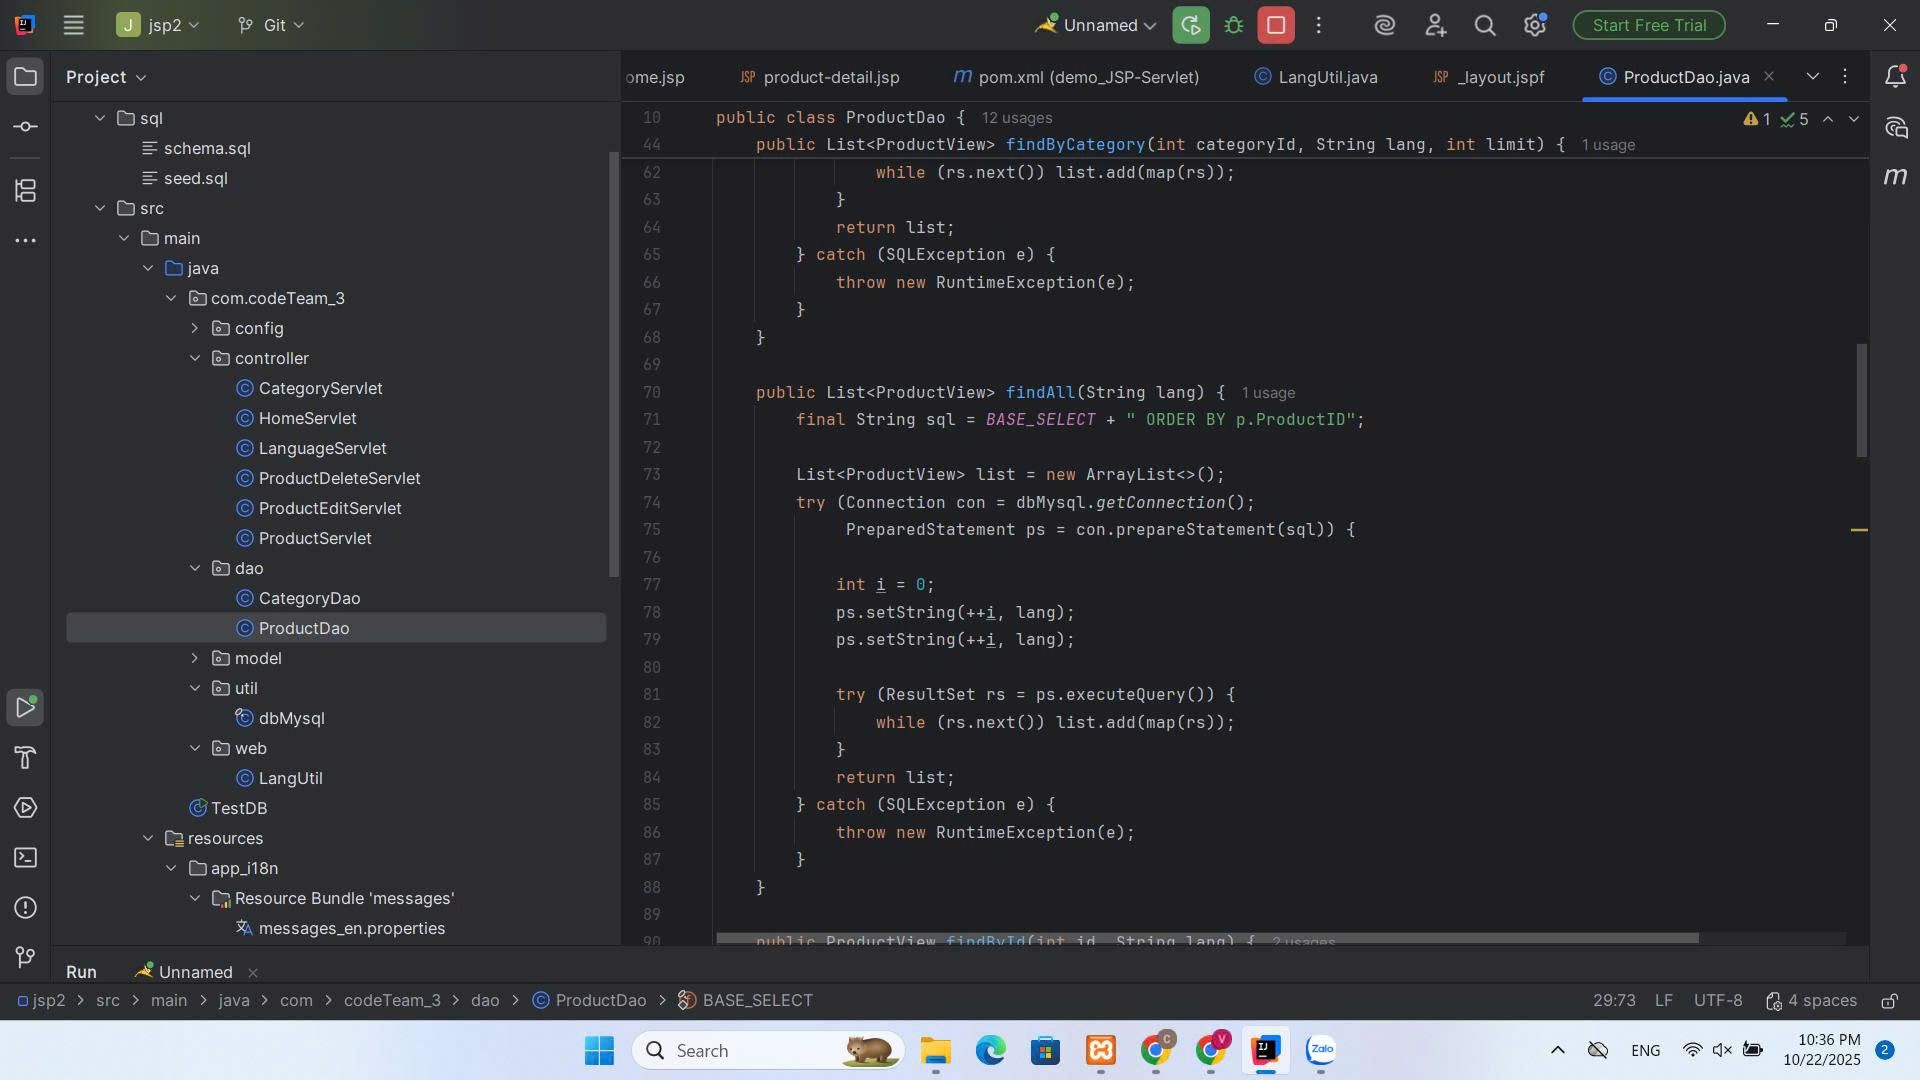 J jsp2 Git Unnamed Start Free Trial
Project
ome.jsp product-detail.jsp pom.xml (demo_JSP-Servlet) LangUtil.java _layout.jspf ProductDao.java
sql
schema.sql
seed.sql
src
main
java
com.codeTeam_3
config
controller
CategoryServlet
HomeServlet
LanguageServlet
ProductDeleteServlet
ProductEditServlet
ProductServlet
dao
CategoryDao
ProductDao
model
util
dbMysql
web
LangUtil
TestDB
resources
app_i18n
Resource Bundle 'messages'
messages_en.properties
10 public class ProductDao { 12 usages
1 5
44 public List<ProductView> findByCategory(int categoryId, String lang, int limit) { 1 usage
62 while (rs.next()) list.add(map(rs));
63 }
64 return list;
65 } catch (SQLException e) {
66 throw new RuntimeException(e);
67 }
68 }
69
70 public List<ProductView> findAll(String lang) { 1 usage
71 final String sql = BASE_SELECT + " ORDER BY p.ProductID";
72
73 List<ProductView> list = new ArrayList<>();
74 try (Connection con = dbMysql.getConnection();
75 PreparedStatement ps = con.prepareStatement(sql)) {
76
77 int i = 0;
78 ps.setString(++i, lang);
79 ps.setString(++i, lang);
80
81 try (ResultSet rs = ps.executeQuery()) {
82 while (rs.next()) list.add(map(rs));
83 }
84 return list;
85 } catch (SQLException e) {
86 throw new RuntimeException(e);
87 }
88 }
89
90 public ProductView findById(int id, String lang) { 2 usages
Run Unnamed
jsp2 > src > main > java > com > codeTeam_3 > dao > ProductDao > BASE_SELECT 29:73 LF UTF-8 4 spaces
Search
Zalo
ENG
10:36 PM
10/22/2025
2